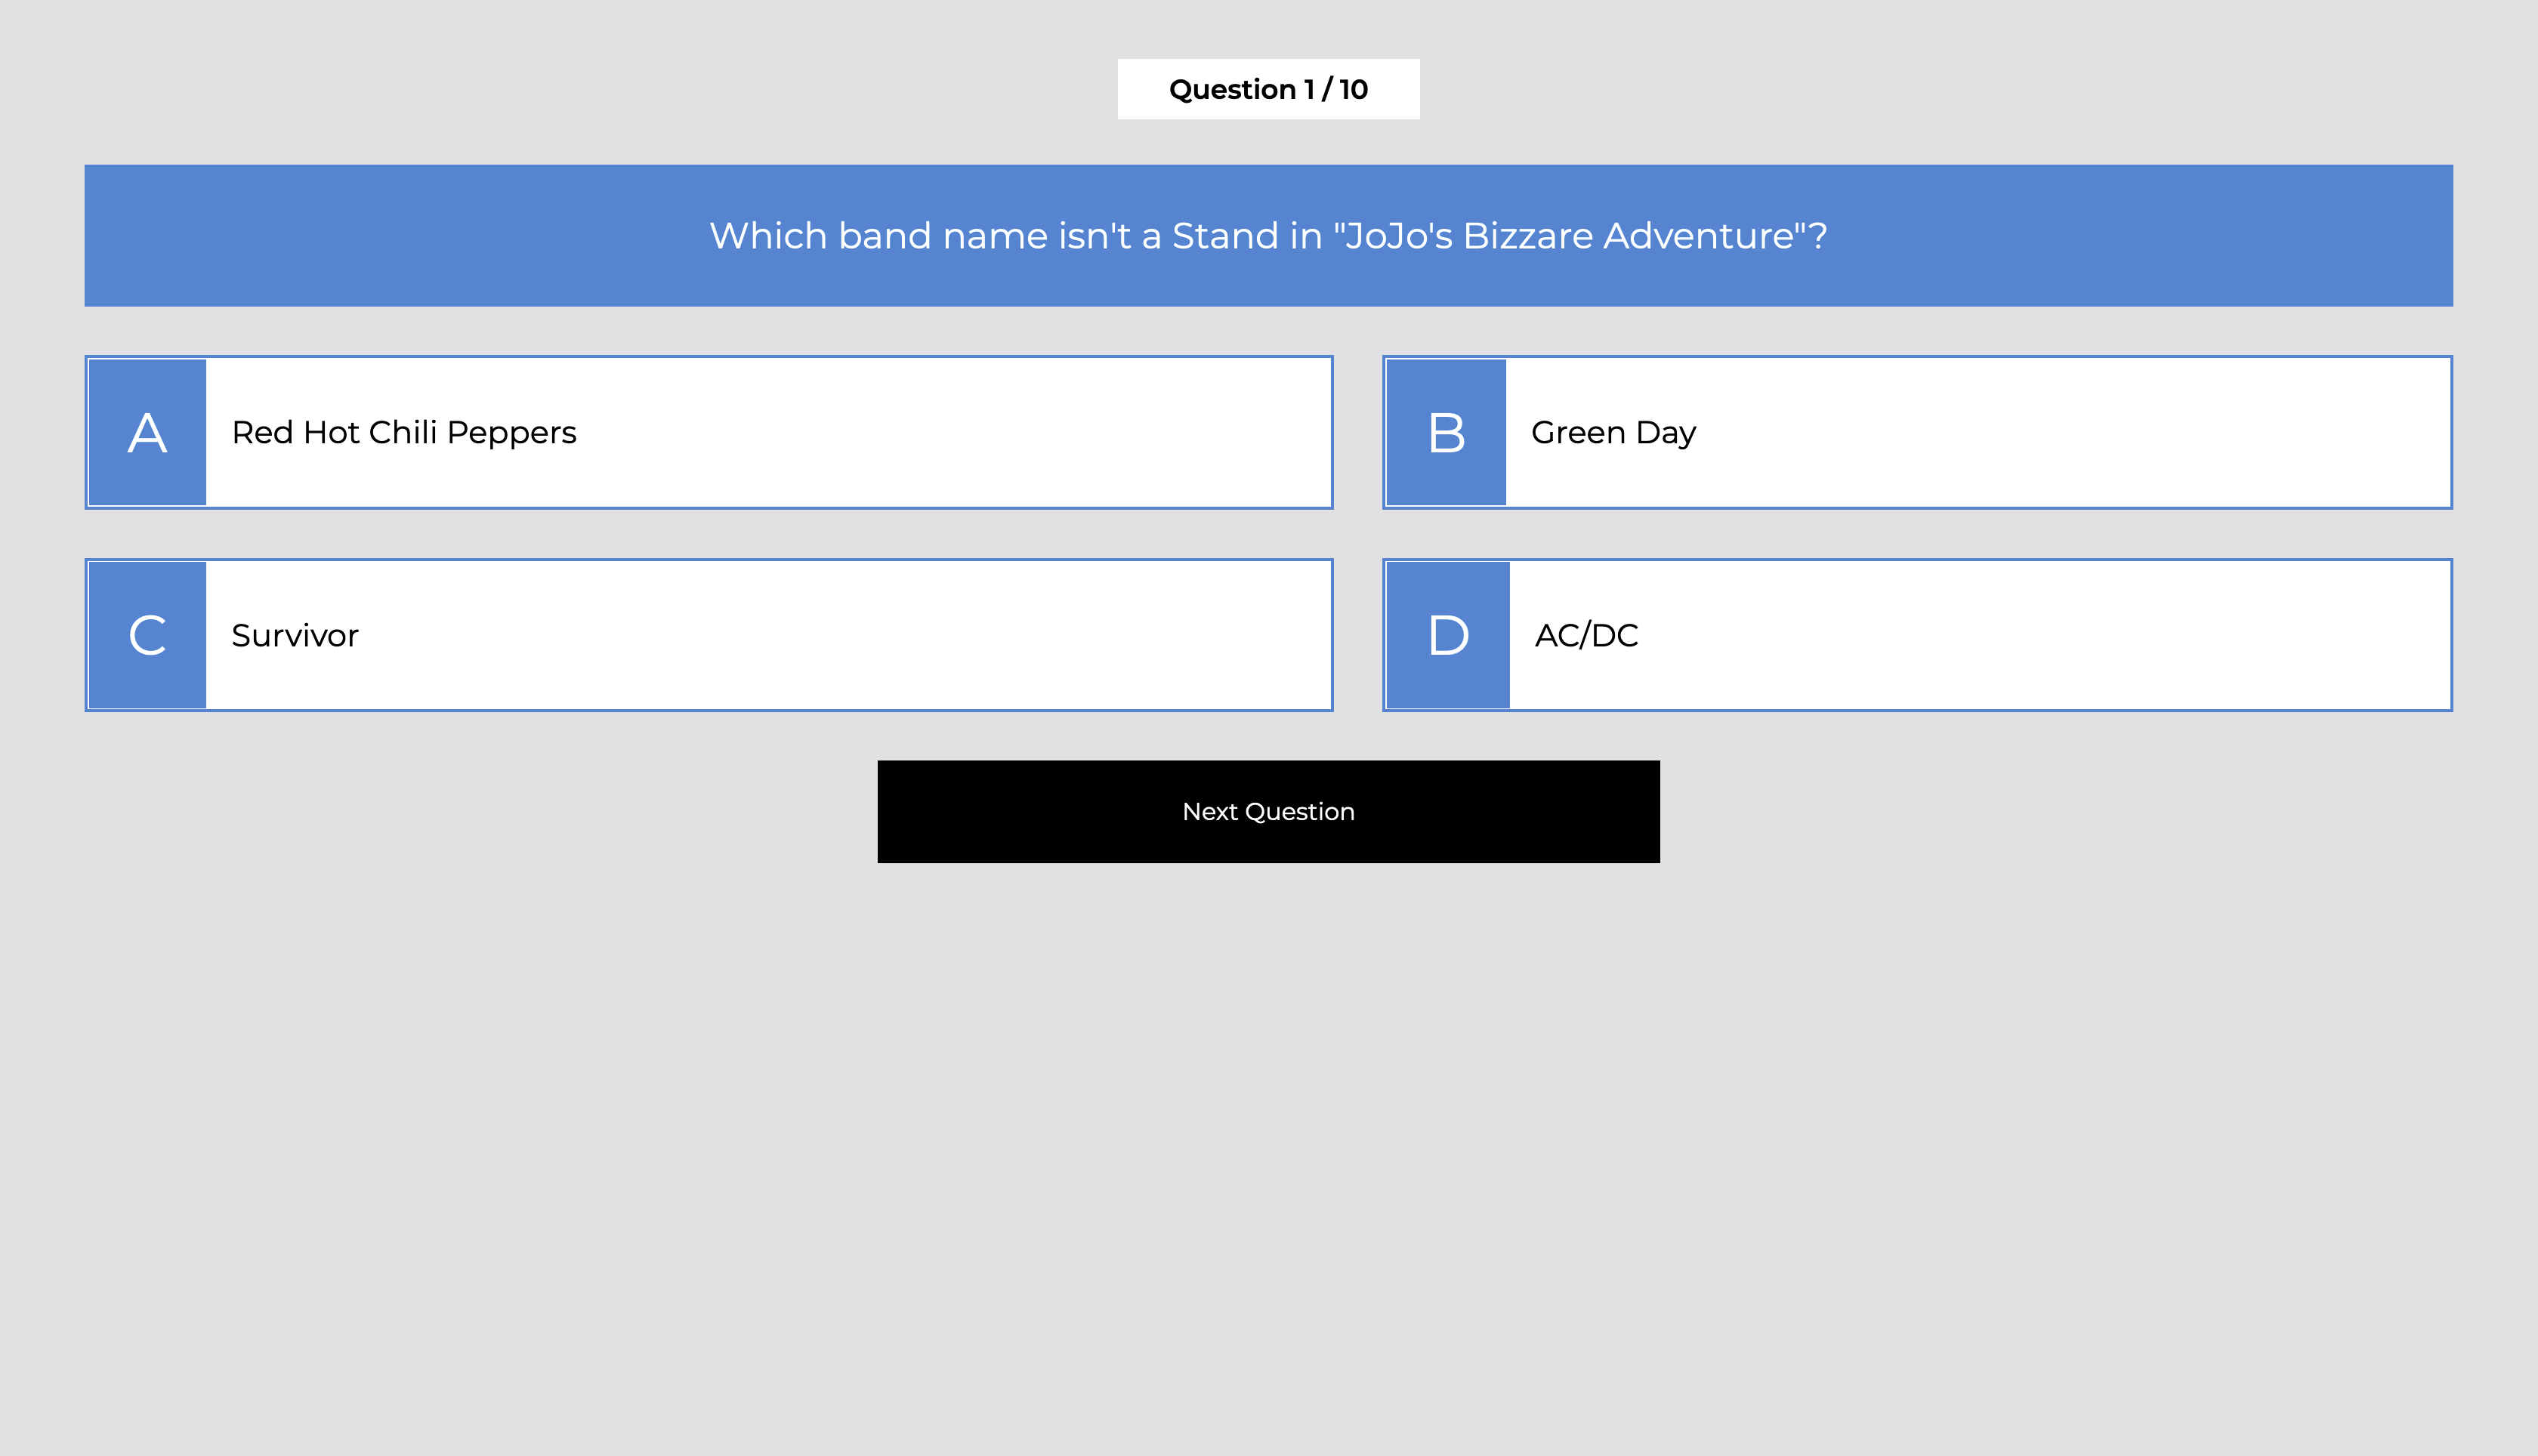 Question 1 / 10
Which band name isn't a Stand in "JoJo's Bizzare Adventure"?
A
Red Hot Chili Peppers
B
Green Day
C
Survivor
D
AC/DC
Next Question